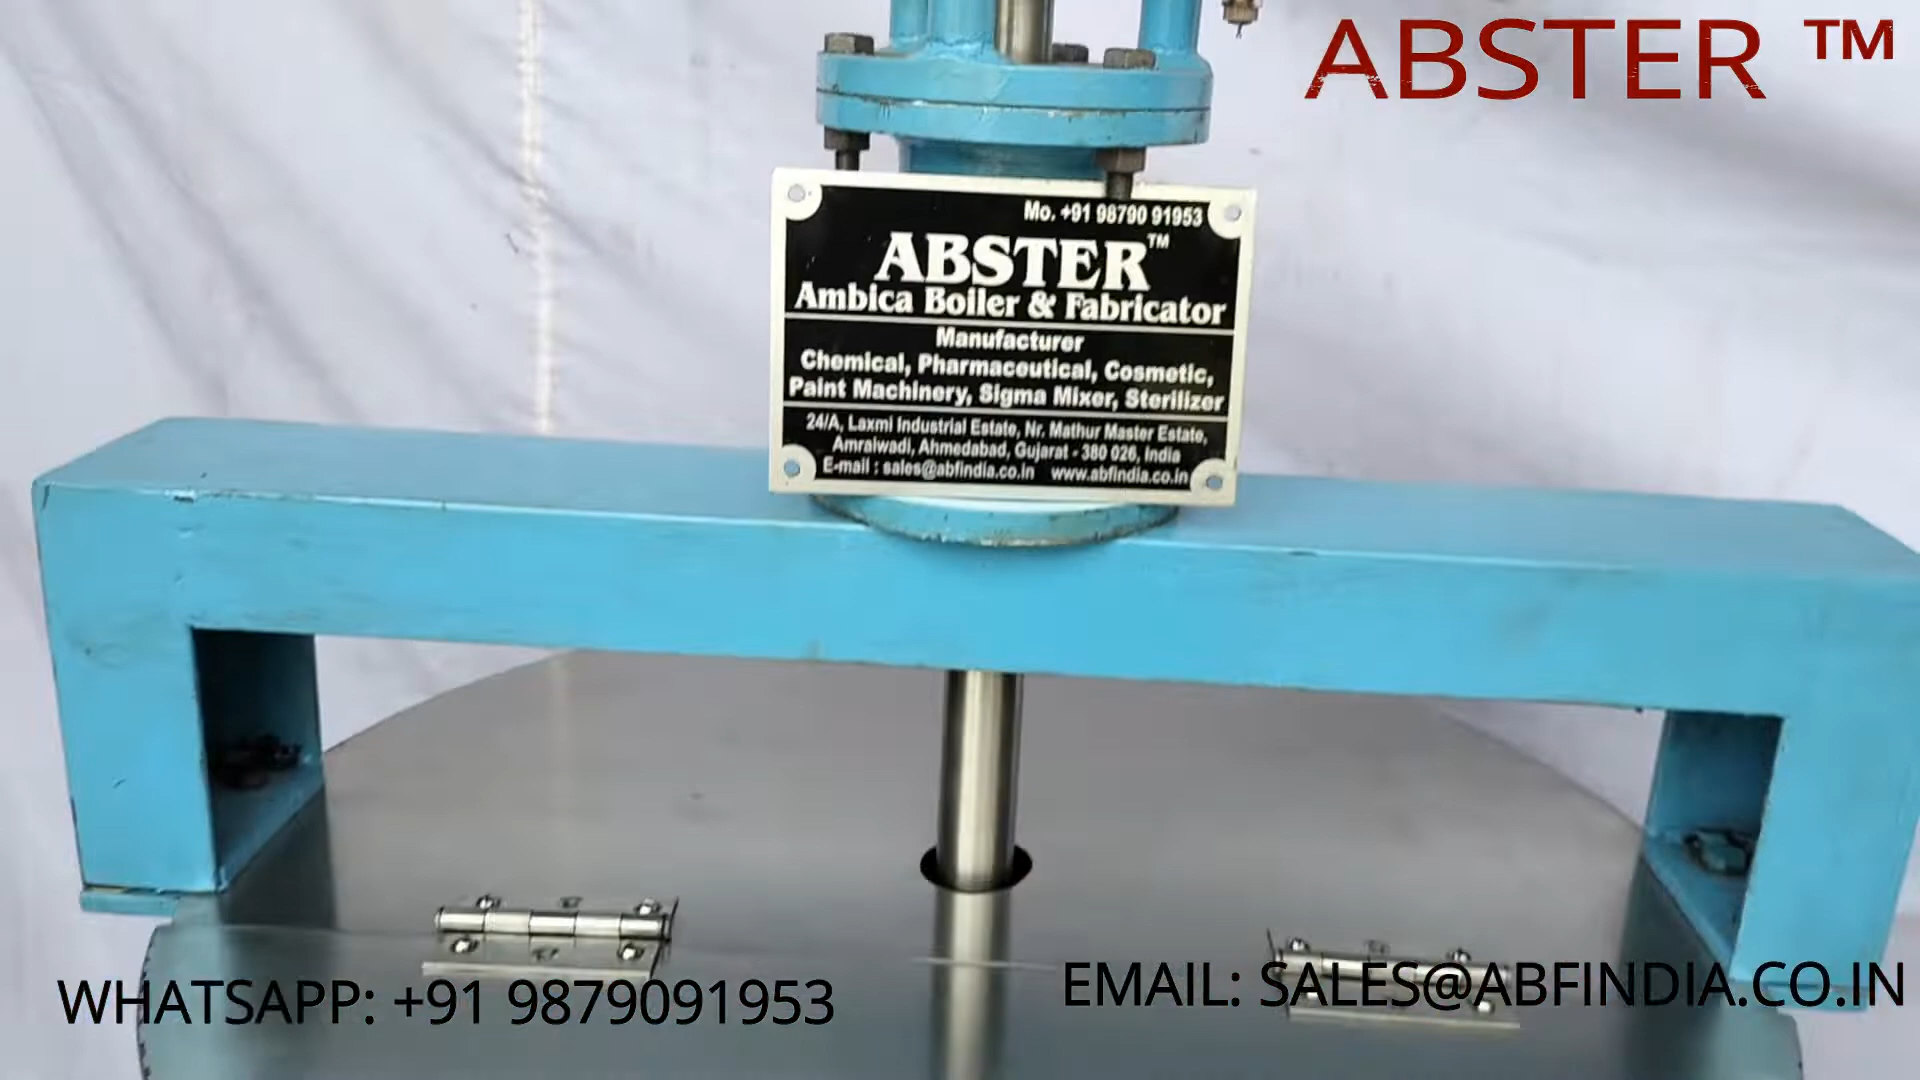 ABSTER ™
Mo. +91 98790 91953
ABSTER™
Ambica Boiler & Fabricator
Manufacturer
Chemical, Pharmaceutical, Cosmetic,
Paint Machinery, Sigma Mixer, Sterilizer
24/A, Laxmi Industrial Estate, Nr. Mathur Master Estate,
Amraiwadi, Ahmedabad, Gujarat - 380 026, India
E-mail : sales@abfindia.co.in www.abfindia.co.in
WHATSAPP: +91 9879091953
EMAIL: SALES@ABFINDIA.CO.IN